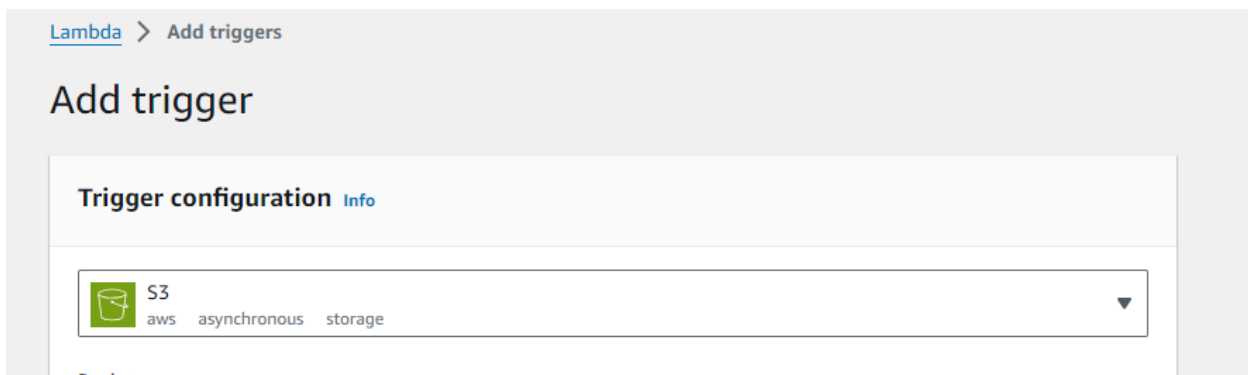 Lambda > Add triggers
Add trigger
Trigger configuration Info
S3
aws asynchronous storage